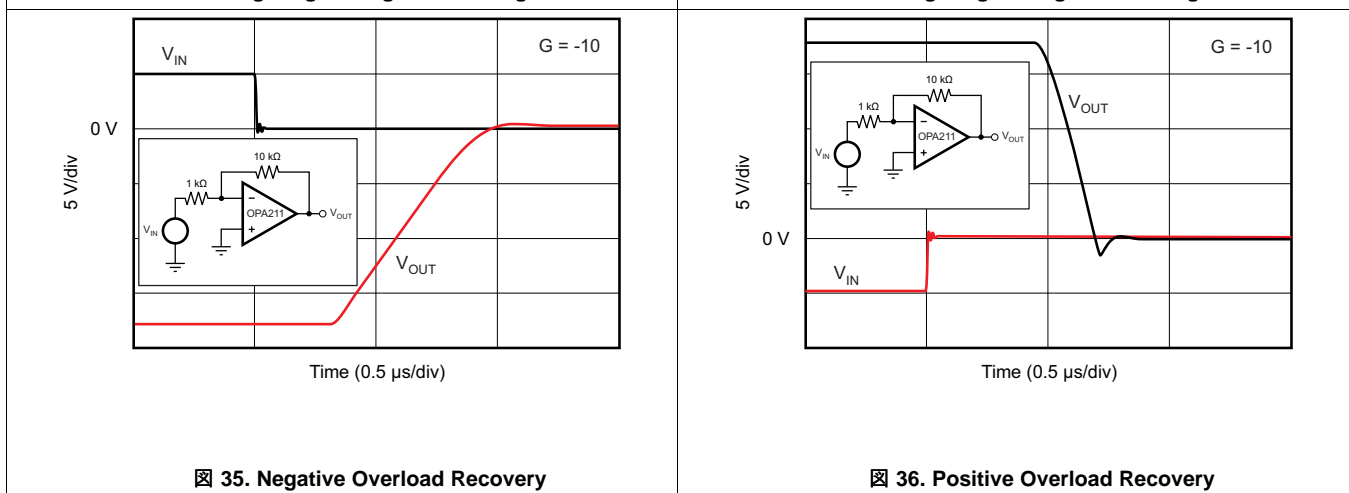 V_IN
G = -10
0 V
10 kΩ
1 kΩ
OPA211
V_IN
V_OUT
V_OUT
5 V/div
Time (0.5 µs/div)
図 35. Negative Overload Recovery
G = -10
10 kΩ
1 kΩ
OPA211
V_IN
V_OUT
V_OUT
0 V
V_IN
5 V/div
Time (0.5 µs/div)
図 36. Positive Overload Recovery